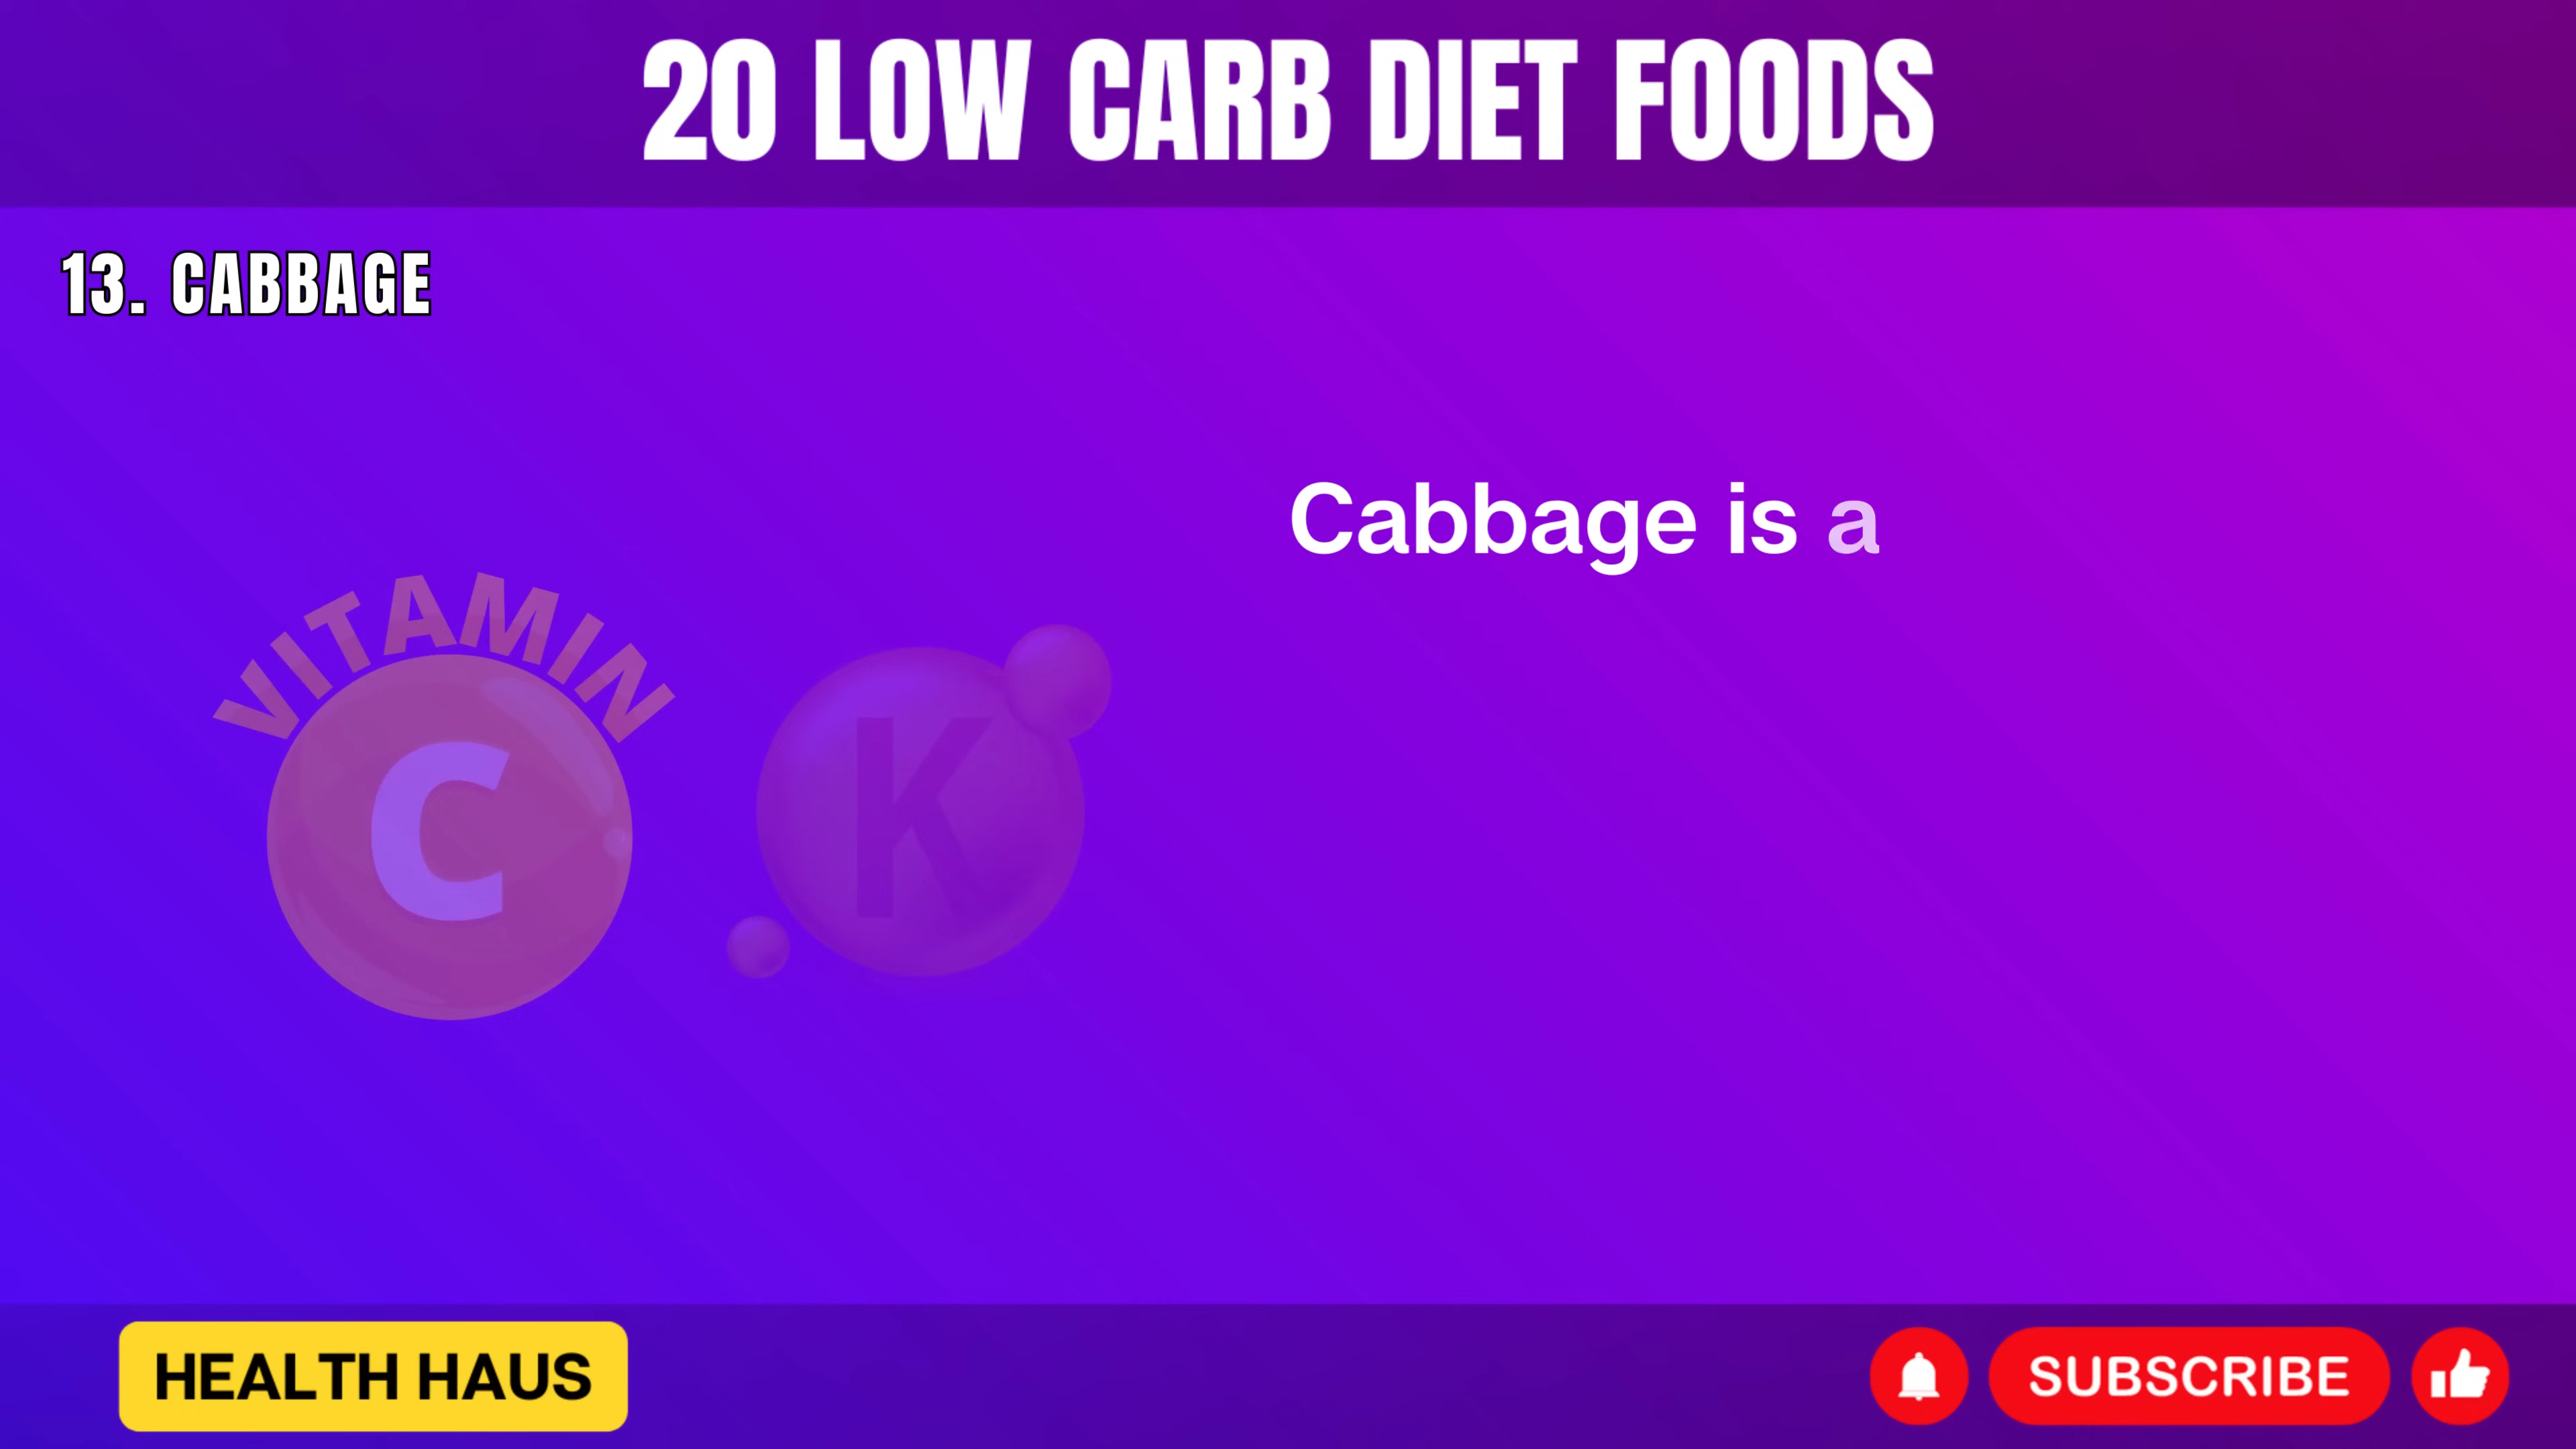 20 LOW CARB DIET FOODS
13. CABBAGE
Cabbage is a
VITAMIN
C
K
HEALTH HAUS
SUBSCRIBE